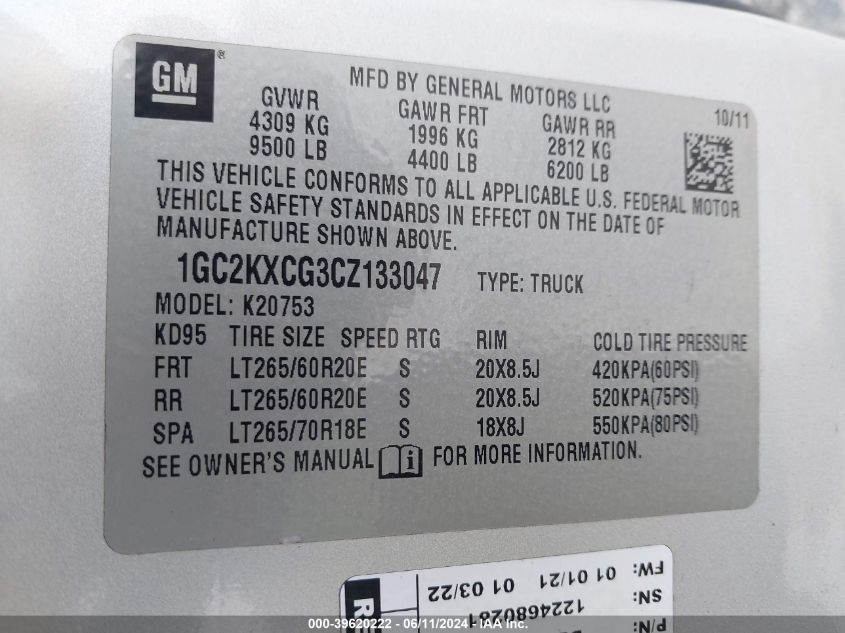 GM®
MFD BY GENERAL MOTORS LLC
GVWR GAWR FRT GAWR RR 10/11
4309 KG 1996 KG 2812 KG
9500 LB 4400 LB 6200 LB
THIS VEHICLE CONFORMS TO ALL APPLICABLE U.S. FEDERAL MOTOR
VEHICLE SAFETY STANDARDS IN EFFECT ON THE DATE OF
MANUFACTURE SHOWN ABOVE.
1GC2KXCG3CZ133047 TYPE: TRUCK
MODEL: K20753
KD95 TIRE SIZE SPEED RTG RIM COLD TIRE PRESSURE
FRT LT265/60R20E S 20X8.5J 420KPA(60PSI)
RR LT265/60R20E S 20X8.5J 520KPA(75PSI)
SPA LT265/70R18E S 18X8J 550KPA(80PSI)
SEE OWNER'S MANUAL i FOR MORE INFORMATION.
P/N:
SN: 1224680281
FW: 01 01/21 01 03/22
000-39620222 - 06/11/2024 - IAA, Inc.